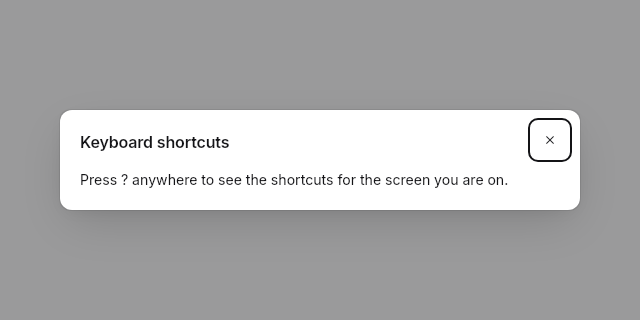 Keyboard shortcuts
×
Press ? anywhere to see the shortcuts for the screen you are on.